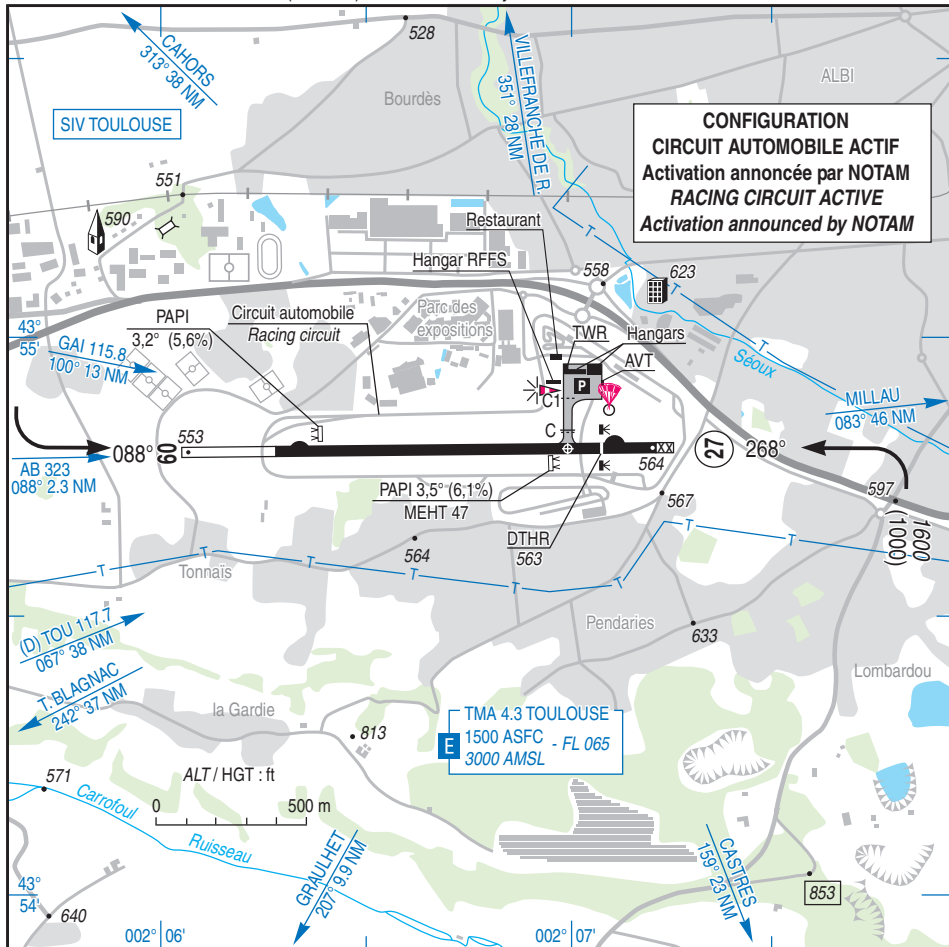 528
CAHORS
313° 38 NM
VILLEFRANCHE DE R.
351° 28 NM
ALBI
Bourdès
SIV TOULOUSE
CONFIGURATION
CIRCUIT AUTOMOBILE ACTIF
Activation annoncée par NOTAM
RACING CIRCUIT ACTIVE
Activation announced by NOTAM
551
590
Restaurant
Hangar RFFS
558
623
T
T
43°
55'
PAPI
3,2° (5,6%)
Circuit automobile
Racing circuit
Parc des
expositions
TWR
Hangars
AVT
Séoux
GAI 115.8
100° 13 NM
P
C1
MILLAU
083° 46 NM
C
088°
09
553
564
XX
27
268°
AB 323
088° 2.3 NM
PAPI 3,5° (6,1%)
MEHT 47
567
597
1600
(1000)
DTHR
563
564
T
T
T
T
T
T
T
Tonnaïs
Pendaries
633
(D) TOU 117.7
067° 38 NM
T. BLAGNAC
242° 37 NM
Lombardou
la Gardie
813
E
TMA 4.3 TOULOUSE
1500 ASFC
3000 AMSL
- FL 065
571
ALT / HGT : ft
0 500 m
Carrofoul
Ruisseau
GRAULHET
207° 9.9 NM
CASTRES
159° 23 NM
853
43°
54'
640
002° 06'
002° 07'